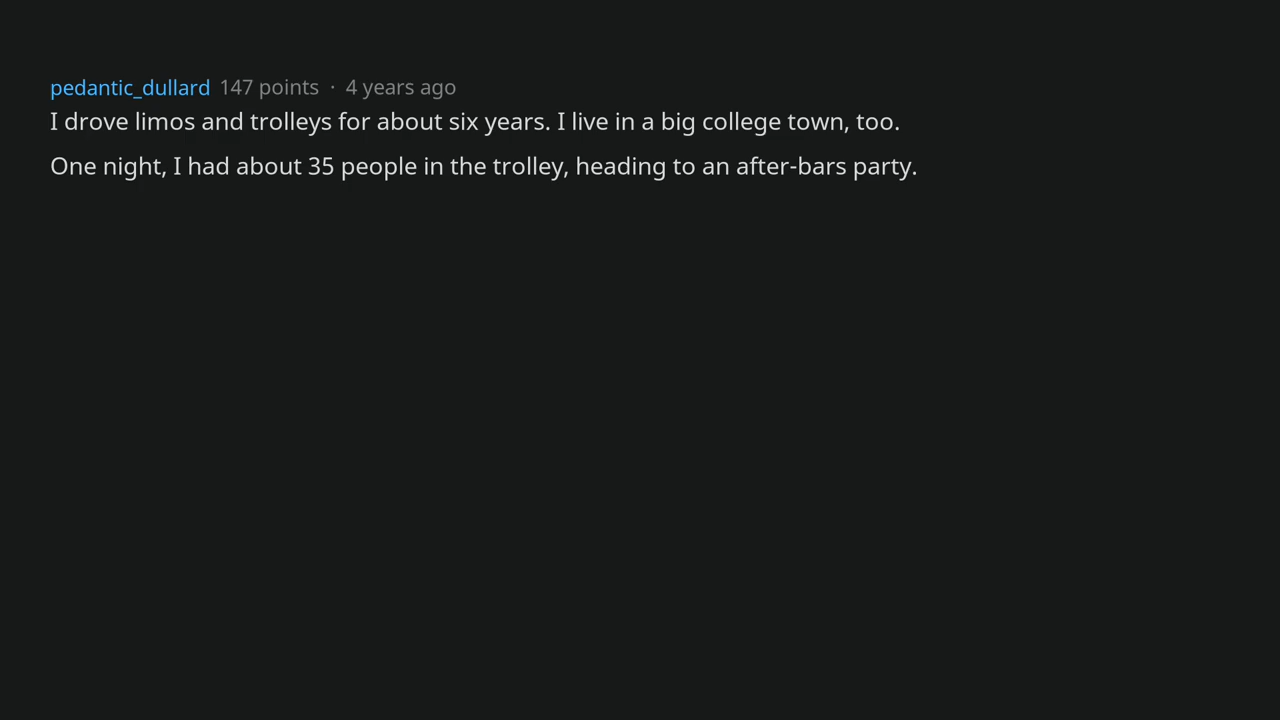 pedantic_dullard 147 points · 4 years ago
I drove limos and trolleys for about six years. I live in a big college town, too.
One night, I had about 35 people in the trolley, heading to an after-bars party.